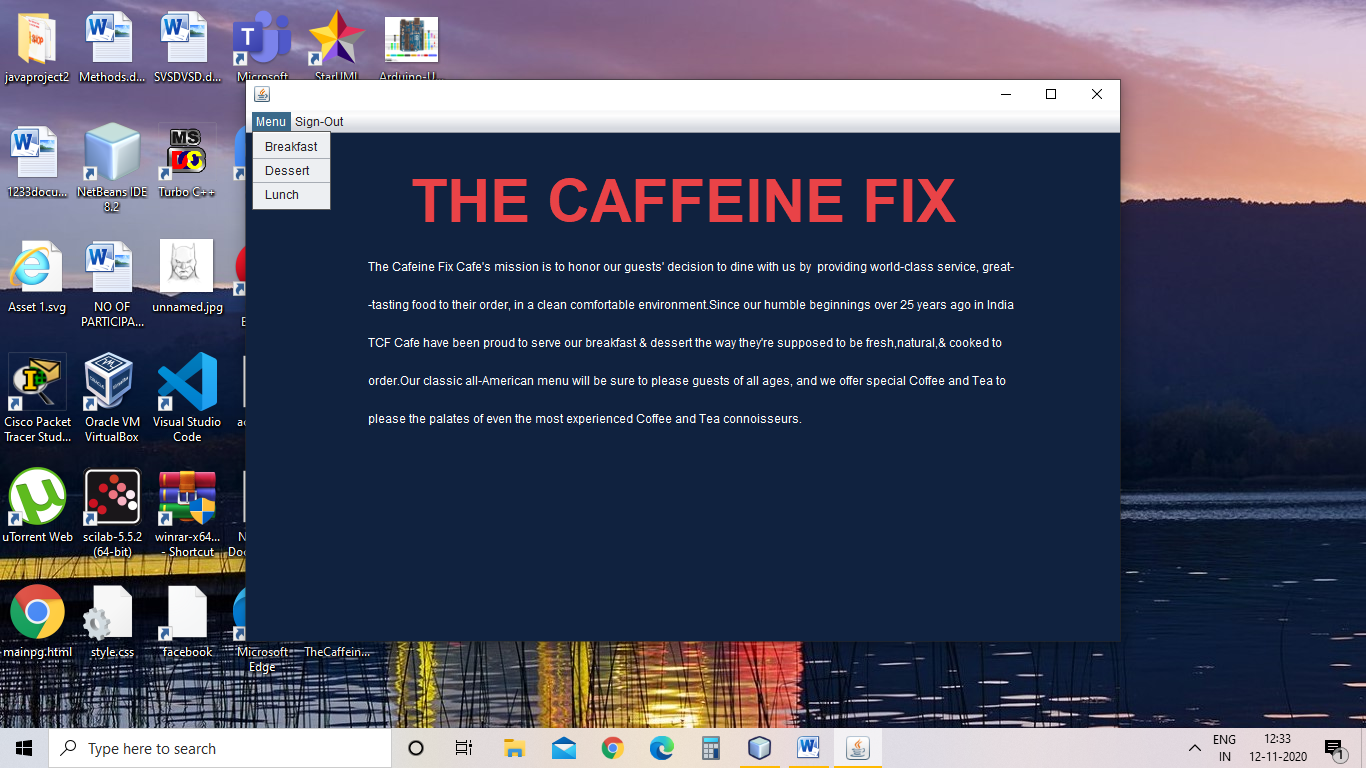 javaproject2
Methods.d...
SVSDVSD.d...
Microsoft
StarUML
Arduino-U...
Menu Sign-Out
Breakfast
Dessert
Lunch
THE CAFFEINE FIX
The Cafeine Fix Cafe's mission is to honor our guests' decision to dine with us by  providing world-class service, great-
-tasting food to their order, in a clean comfortable environment.Since our humble beginnings over 25 years ago in India
TCF Cafe have been proud to serve our breakfast & dessert the way they're supposed to be fresh,natural,& cooked to
order.Our classic all-American menu will be sure to please guests of all ages, and we offer special Coffee and Tea to
please the palates of even the most experienced Coffee and Tea connoisseurs.
1233docu...
NetBeans IDE
8.2
MS
Turbo C++
Asset 1.svg
NO OF
PARTICIPA...
unnamed.jpg
Cisco Packet
Tracer Stud...
Oracle VM
VirtualBox
Visual Studio
Code
uTorrent Web
scilab-5.5.2
(64-bit)
winrar-x64...
- Shortcut
mainpg.html
style.css
facebook
Microsoft
Edge
TheCaffein...
Type here to search
ENG
IN
12:33
12-11-2020
1